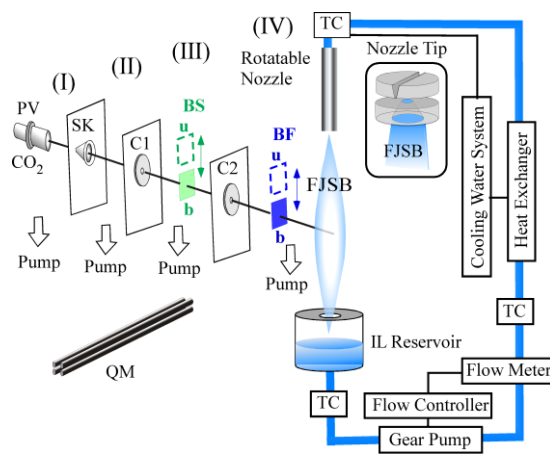 (I)
(II)
(III)
(IV)
PV
CO2
SK
C1
BS
u
b
C2
BF
u
b
Pump
Pump
Pump
Pump
QM
Rotatable
Nozzle
TC
Nozzle Tip
FJSB
FJSB
Cooling Water System
Heat Exchanger
IL Reservoir
TC
TC
Flow Meter
Flow Controller
Gear Pump